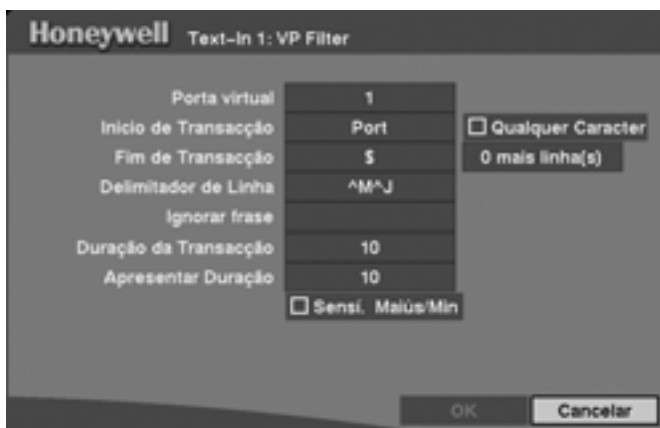 Honeywell Text-In 1: VP Filter
Porta virtual 1
Inicio de Transacção Port Qualquer Caracter
Fim de Transacção $ 0 mais linha(s)
Delimitador de Linha ^M^J
Ignorar frase
Duração da Transacção 10
Apresentar Duração 10
Sensí. Maiús/Min
OK Cancelar